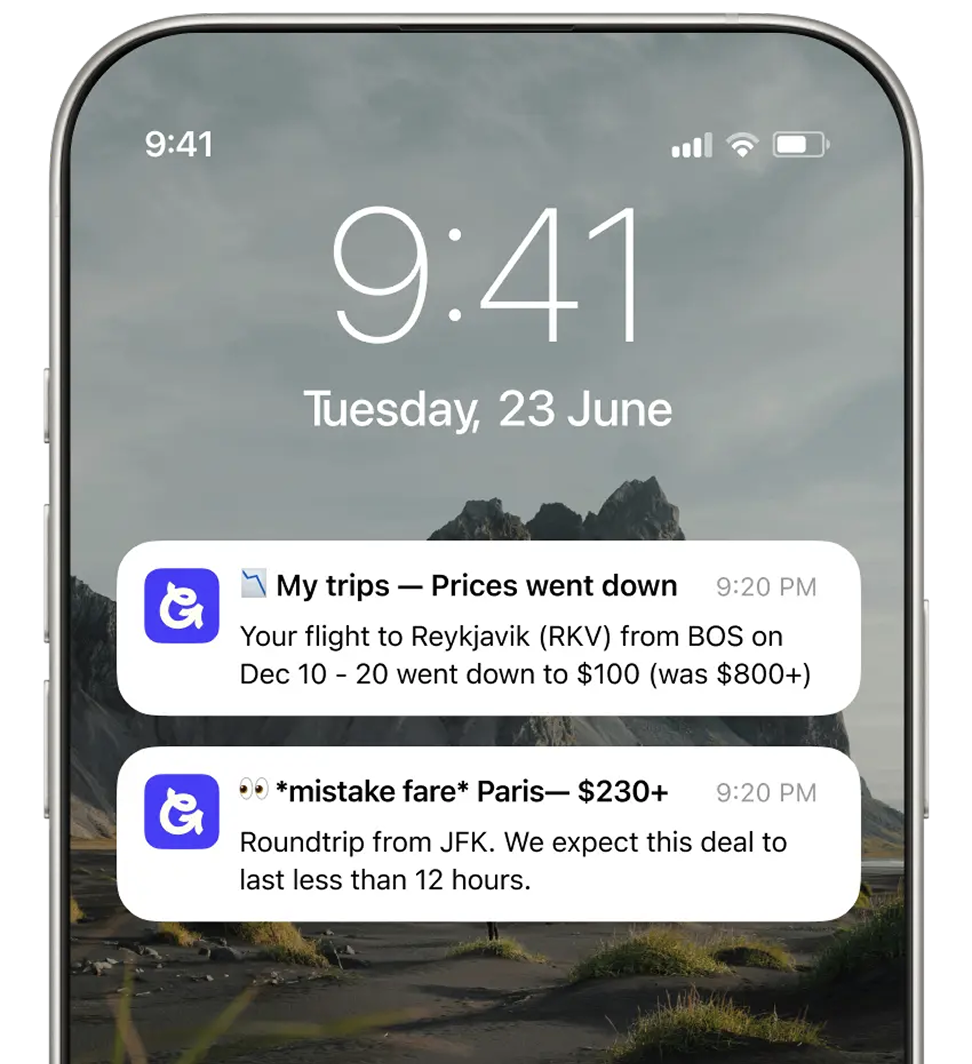 9:41
9:41
Tuesday, 23 June
📉 My trips — Prices went down 9:20 PM
Your flight to Reykjavik (RKV) from BOS on
Dec 10 - 20 went down to $100 (was $800+)
👀 *mistake fare* Paris— $230+ 9:20 PM
Roundtrip from JFK. We expect this deal to
last less than 12 hours.